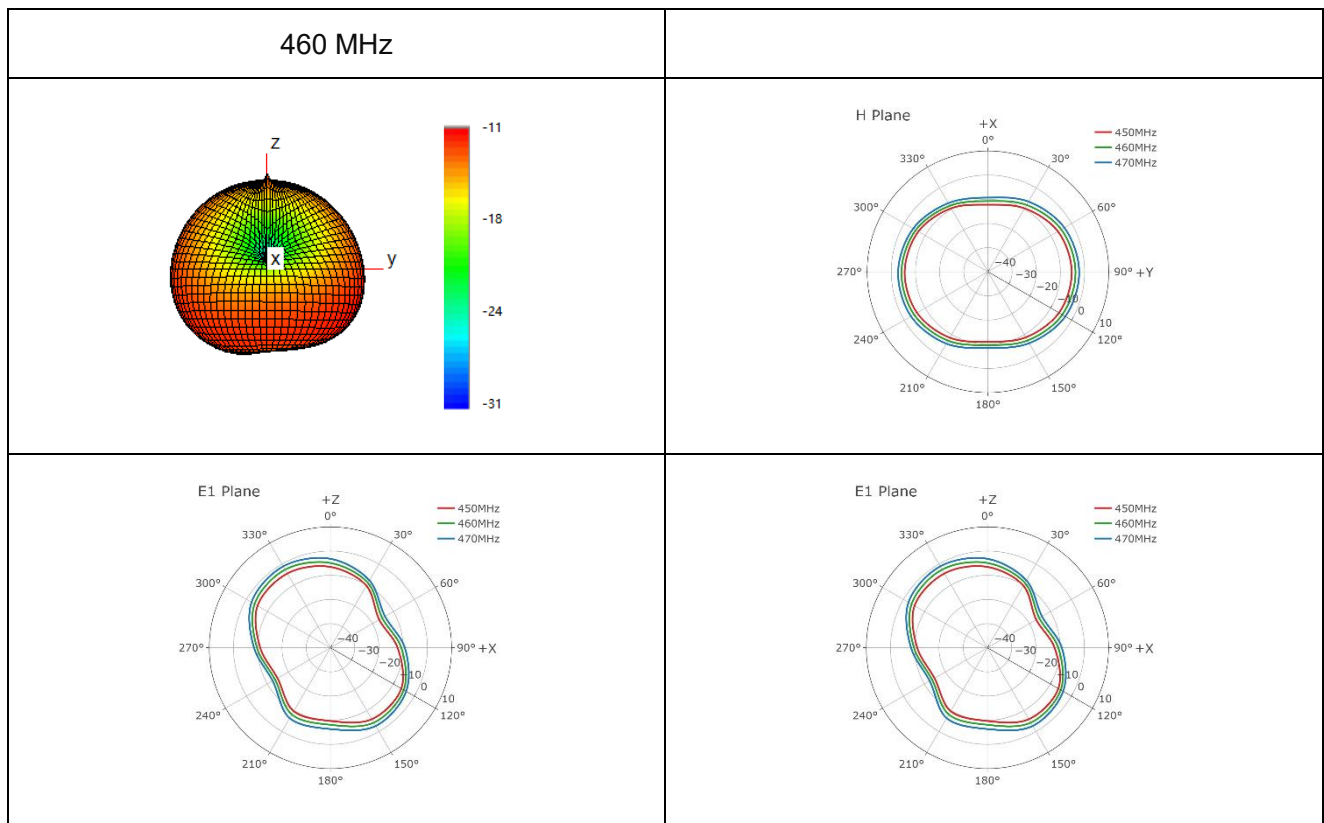 460 MHz
z
y
x
-11
-18
-24
-31
H Plane
+X
0°
30°
60°
90° +Y
120°
150°
180°
210°
240°
270°
300°
330°
−40
−30
−20
−10
0
10
450MHz
460MHz
470MHz
E1 Plane
+Z
0°
30°
60°
90° +X
120°
150°
180°
210°
240°
270°
300°
330°
−40
−30
−20
−10
0
10
450MHz
460MHz
470MHz
E1 Plane
+Z
0°
30°
60°
90° +X
120°
150°
180°
210°
240°
270°
300°
330°
−40
−30
−20
−10
0
10
450MHz
460MHz
470MHz